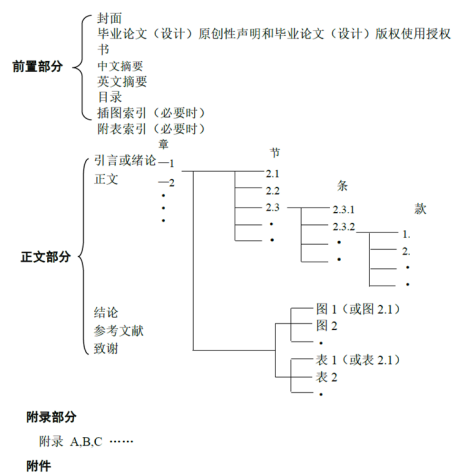 封面
毕业论文（设计）原创性声明和毕业论文（设计）版权使用授权
书
前置部分
中文摘要
英文摘要
目录
插图索引（必要时）
附表索引（必要时）
章
节
引言或绪论—1
2.1
条
正文 —2
2.2
款
2.3
2.3.1
2.3.2
1.
正文部分
2.
结论
图 1（或图 2.1）
图 2
参考文献
致谢
表 1（或表 2.1）
表 2
附录部分
附录 A,B,C ……
附件